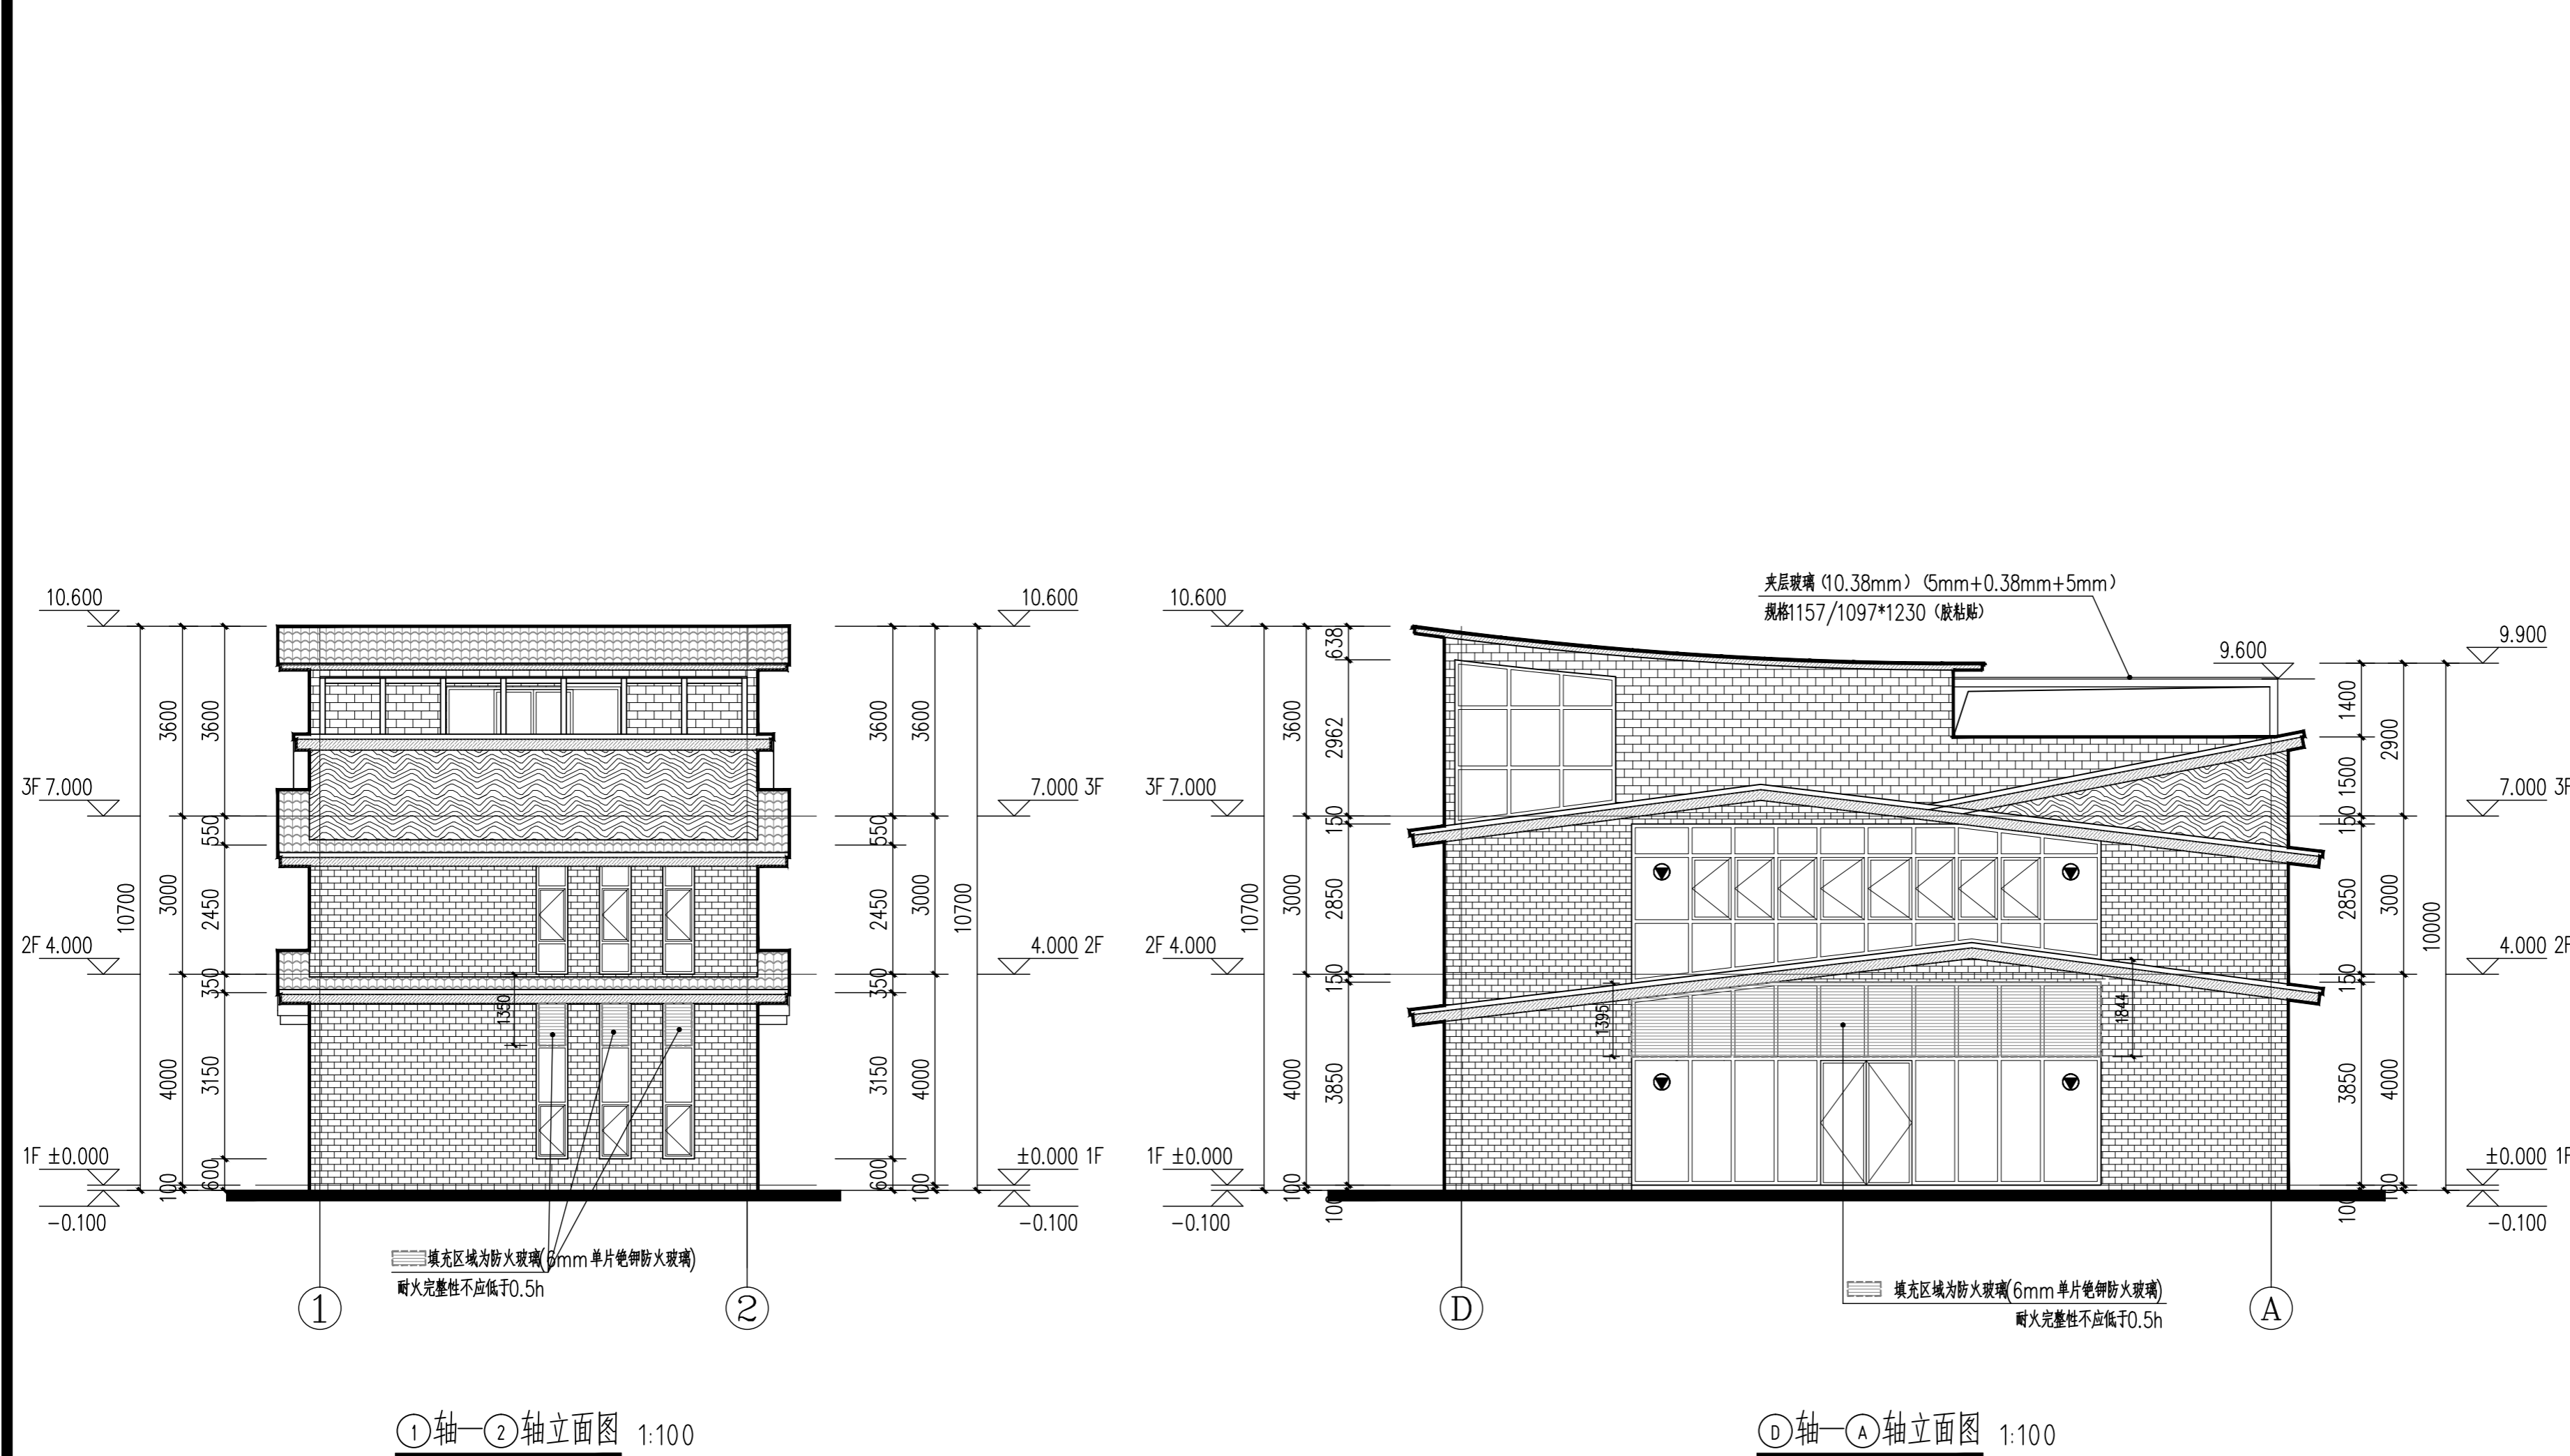 10.600
3600
3600
3F 7.000
550
10700
3000
2450
2F 4.000
350
4000
3150
1F ±0.000
100
600
-0.100
1350
10.600
3600
3600
7.000 3F
550
2450
3000
10700
4.000 2F
350
3150
4000
±0.000 1F
600
100
-0.100
填充区域为防火玻璃(6mm单片铯钾防火玻璃)
耐火完整性不应低于0.5h
1
2
①轴—②轴立面图 1:100
夹层玻璃(10.38mm)(5mm+0.38mm+5mm)
规格1157/1097*1230(胶粘贴)
10.600
638
3600
2962
3F 7.000
150
10700
3000
2850
2F 4.000
150
4000
3850
1F ±0.000
100
100
-0.100
1395
1844
9.600
9.900
1400
2900
1500
7.000 3F
150
2850
3000
10000
4.000 2F
150
3850
4000
±0.000 1F
100
100
-0.100
填充区域为防火玻璃(6mm单片铯钾防火玻璃)
耐火完整性不应低于0.5h
D
A
Ⓓ轴—Ⓐ轴立面图 1:100